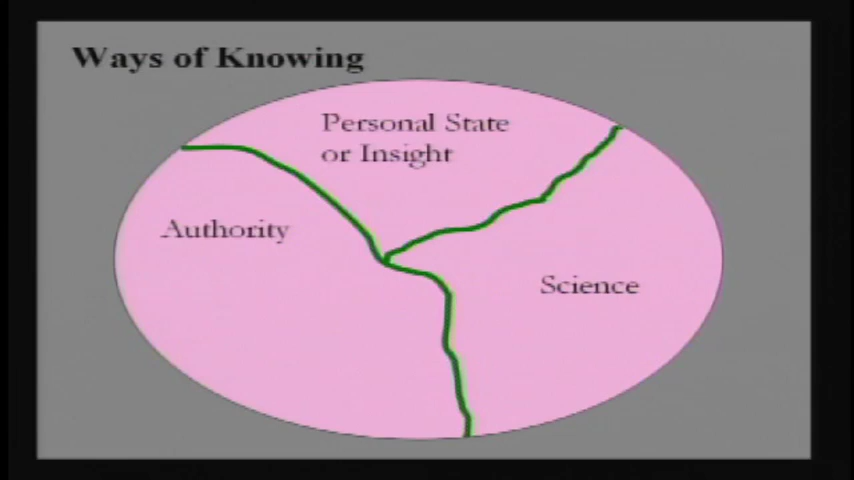 Ways of Knowing
Personal State
or Insight
Authority
Science